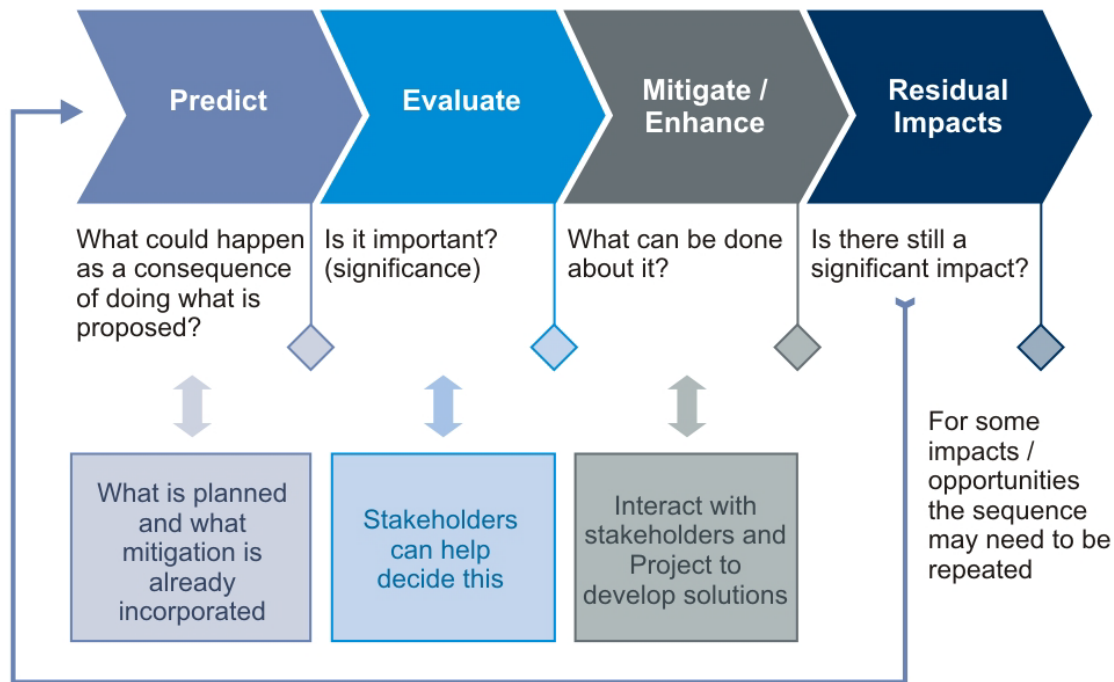 Predict
Evaluate
Mitigate /
Enhance
Residual
Impacts
What could happen
as a consequence
of doing what is
proposed?
Is it important?
(significance)
What can be done
about it?
Is there still a
significant impact?
What is planned
and what
mitigation is
already
incorporated
Stakeholders
can help
decide this
Interact with
stakeholders and
Project to
develop solutions
For some
impacts /
opportunities
the sequence
may need to be
repeated